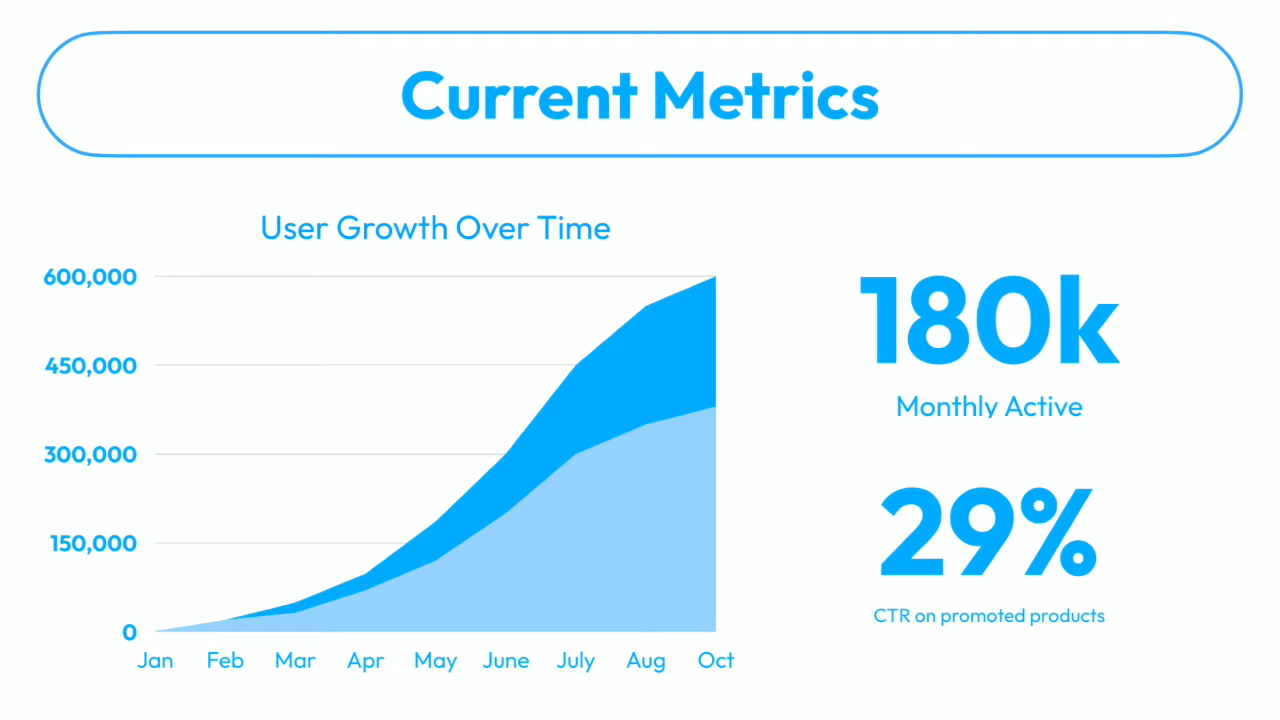 Current Metrics
User Growth Over Time
600,000
450,000
300,000
150,000
0
Jan Feb Mar Apr May June July Aug Oct
180k
Monthly Active
29%
CTR on promoted products